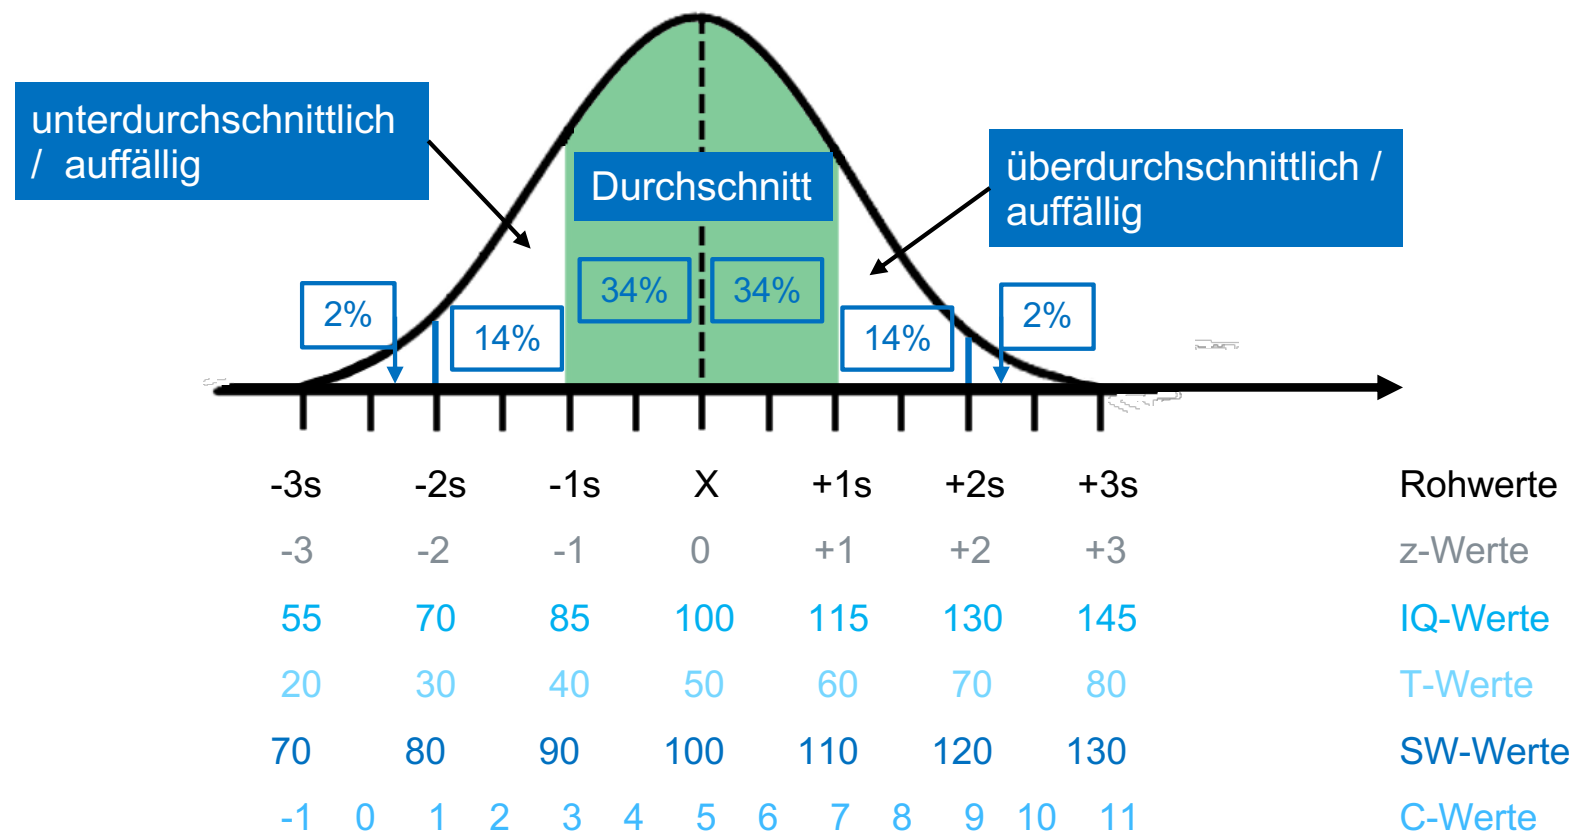 unterdurchschnittlich
/ auffällig
Durchschnitt
überdurchschnittlich /
auffällig
34% 34%
2% 14% 14% 2%
-3s -2s -1s X +1s +2s +3s Rohwerte
-3 -2 -1 0 +1 +2 +3 z-Werte
55 70 85 100 115 130 145 IQ-Werte
20 30 40 50 60 70 80 T-Werte
70 80 90 100 110 120 130 SW-Werte
-1 0 1 2 3 4 5 6 7 8 9 10 11 C-Werte